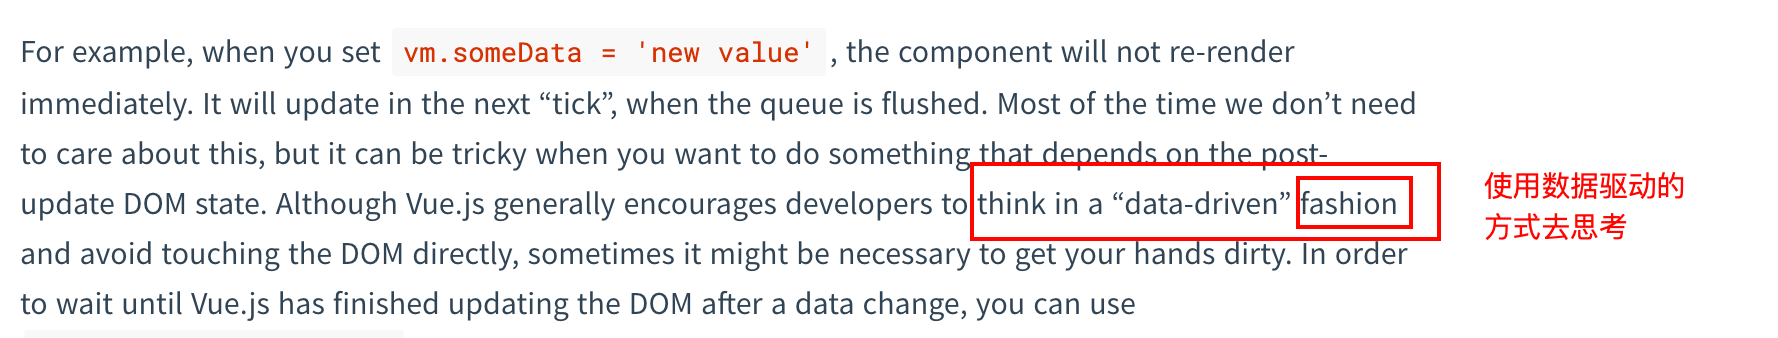 For example, when you set vm.someData = 'new value' , the component will not re-render
immediately. It will update in the next “tick”, when the queue is flushed. Most of the time we don’t need
to care about this, but it can be tricky when you want to do something that depends on the post-
update DOM state. Although Vue.js generally encourages developers to think in a “data-driven” fashion
and avoid touching the DOM directly, sometimes it might be necessary to get your hands dirty. In order
to wait until Vue.js has finished updating the DOM after a data change, you can use
使用数据驱动的
方式去思考